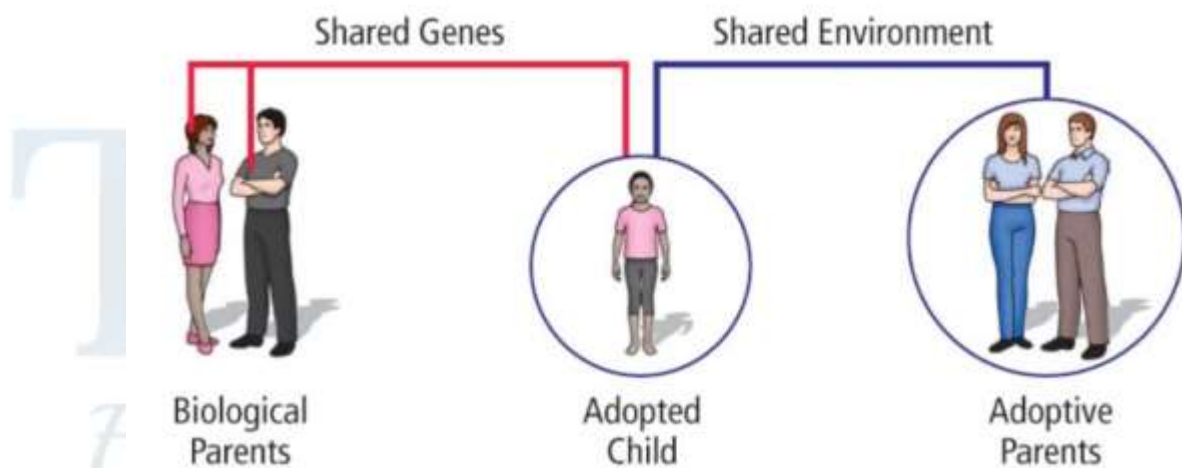 Shared Genes
Shared Environment
Biological
Parents
Adopted
Child
Adoptive
Parents